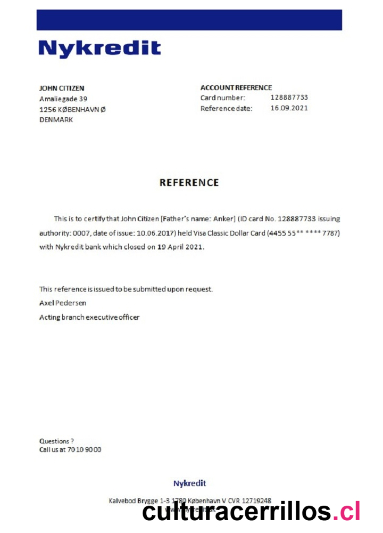 Nykredit
JOHN CITIZEN
Amaliegade 39
1256 KØBENHAVN Ø
DENMARK
ACCOUNT REFERENCE
Card number: 128887733
Reference date: 16.09.2021
REFERENCE
This is to certify that John Citizen (Father's name: Anker) (ID card No. 128887733 issuing
authority: 0007, date of issue: 10.06.2017) held Visa Classic Dollar Card (4455 55** **** 7787)
with Nykredit bank which closed on 19 April 2021.
This reference is issued to be submitted upon request.
Axel Pedersen
Acting branch executive officer
Questions ?
Call us at 70 10 90 00
Nykredit
Kalvebod Brygge 1-3 1780 København V CVR 12719248
culturacerrillos.cl